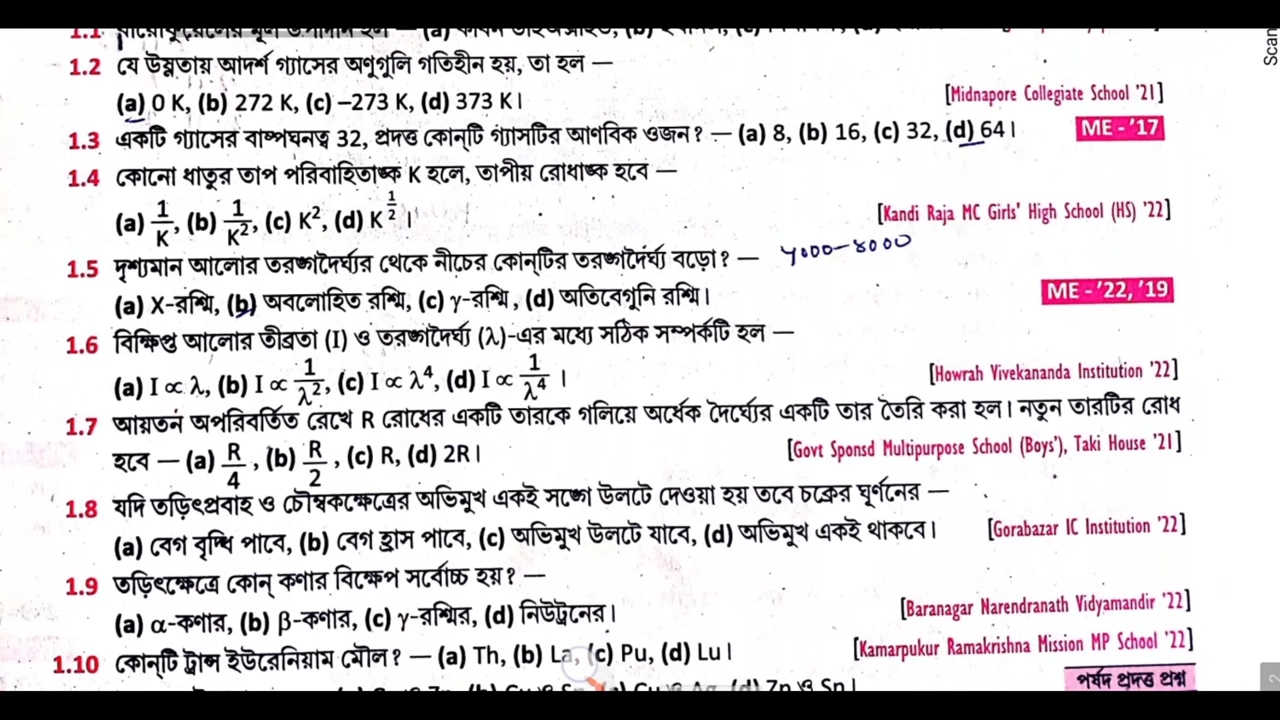 1.2 যে উষ্ণতায় আদর্শ গ্যাসের অণুগুলি গতিহীন হয়, তা হল —
(a) 0 K, (b) 272 K, (c) –273 K, (d) 373 K। [Midnapore Collegiate School '21]
1.3 একটি গ্যাসের বাষ্পঘনত্ব 32, প্রদত্ত কোন্‌টি গ্যাসটির আণবিক ওজন? — (a) 8, (b) 16, (c) 32, (d) 64। ME - '17
1.4 কোনো ধাতুর তাপ পরিবাহিতাঙ্ক K হলে, তাপীয় রোধাঙ্ক হবে —
(a) 1/K, (b) 1/K², (c) K², (d) K^1/2। [Kandi Raja MC Girls' High School (HS) '22]
1.5 দৃশ্যমান আলোর তরঙ্গদৈর্ঘ্যর থেকে নীচের কোন্‌টির তরঙ্গদৈর্ঘ্য বড়ো? — ৭০০০–৪০০০
(a) X-রশ্মি, (b) অবলোহিত রশ্মি, (c) γ-রশ্মি, (d) অতিবেগুনি রশ্মি। ME - '22, '19
1.6 বিক্ষিপ্ত আলোর তীব্রতা (I) ও তরঙ্গদৈর্ঘ্য (λ)-এর মধ্যে সঠিক সম্পর্কটি হল —
(a) I ∝ λ, (b) I ∝ 1/λ², (c) I ∝ λ⁴, (d) I ∝ 1/λ⁴ । [Howrah Vivekananda Institution '22]
1.7 আয়তন অপরিবর্তিত রেখে R রোধের একটি তারকে গলিয়ে অর্ধেক দৈর্ঘ্যের একটি তার তৈরি করা হল। নতুন তারটির রোধ
হবে — (a) R/4, (b) R/2, (c) R, (d) 2R। [Govt Sponsd Multipurpose School (Boys'), Taki House '21]
1.8 যদি তড়িৎপ্রবাহ ও চৌম্বকক্ষেত্রের অভিমুখ একই সঙ্গে উলটে দেওয়া হয় তবে চক্রের ঘূর্ণনের —
(a) বেগ বৃদ্ধি পাবে, (b) বেগ হ্রাস পাবে, (c) অভিমুখ উলটে যাবে, (d) অভিমুখ একই থাকবে। [Gorabazar IC Institution '22]
1.9 তড়িৎক্ষেত্রে কোন্ কণার বিক্ষেপ সর্বোচ্চ হয়? —
(a) α-কণার, (b) β-কণার, (c) γ-রশ্মির, (d) নিউট্রনের। [Baranagar Narendranath Vidyamandir '22]
1.10 কোন্‌টি ট্রান্স ইউরেনিয়াম মৌল? — (a) Th, (b) La, (c) Pu, (d) Lu। [Kamarpukur Ramakrishna Mission MP School '22]
পর্ষদ প্রদত্ত প্রশ্ন